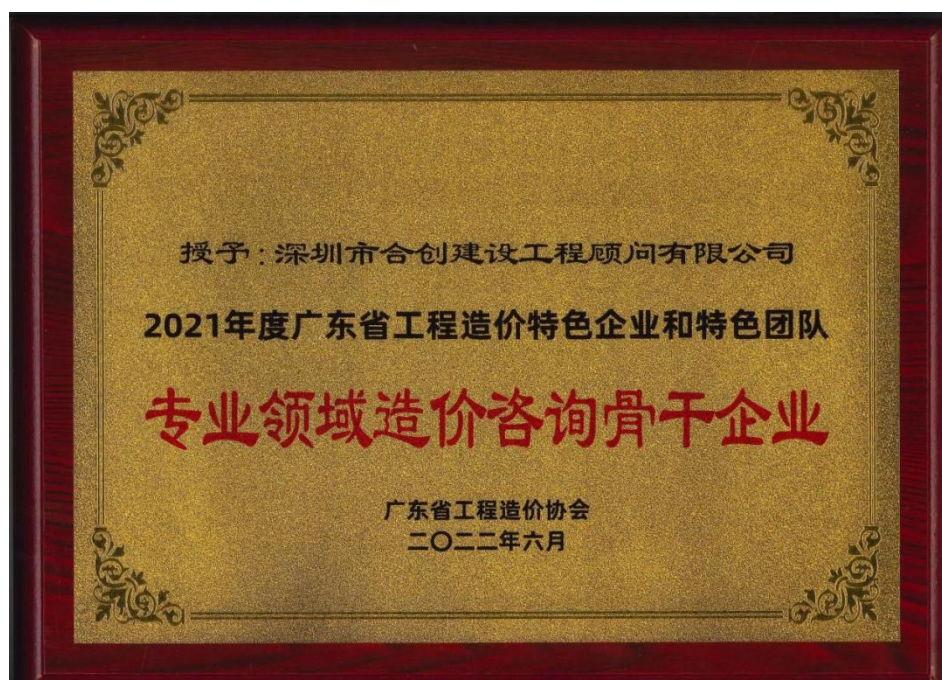 授予:深圳市合创建设工程顾问有限公司
2021年度广东省工程造价特色企业和特色团队
专业领域造价咨询骨干企业
广东省工程造价协会
二〇二二年六月